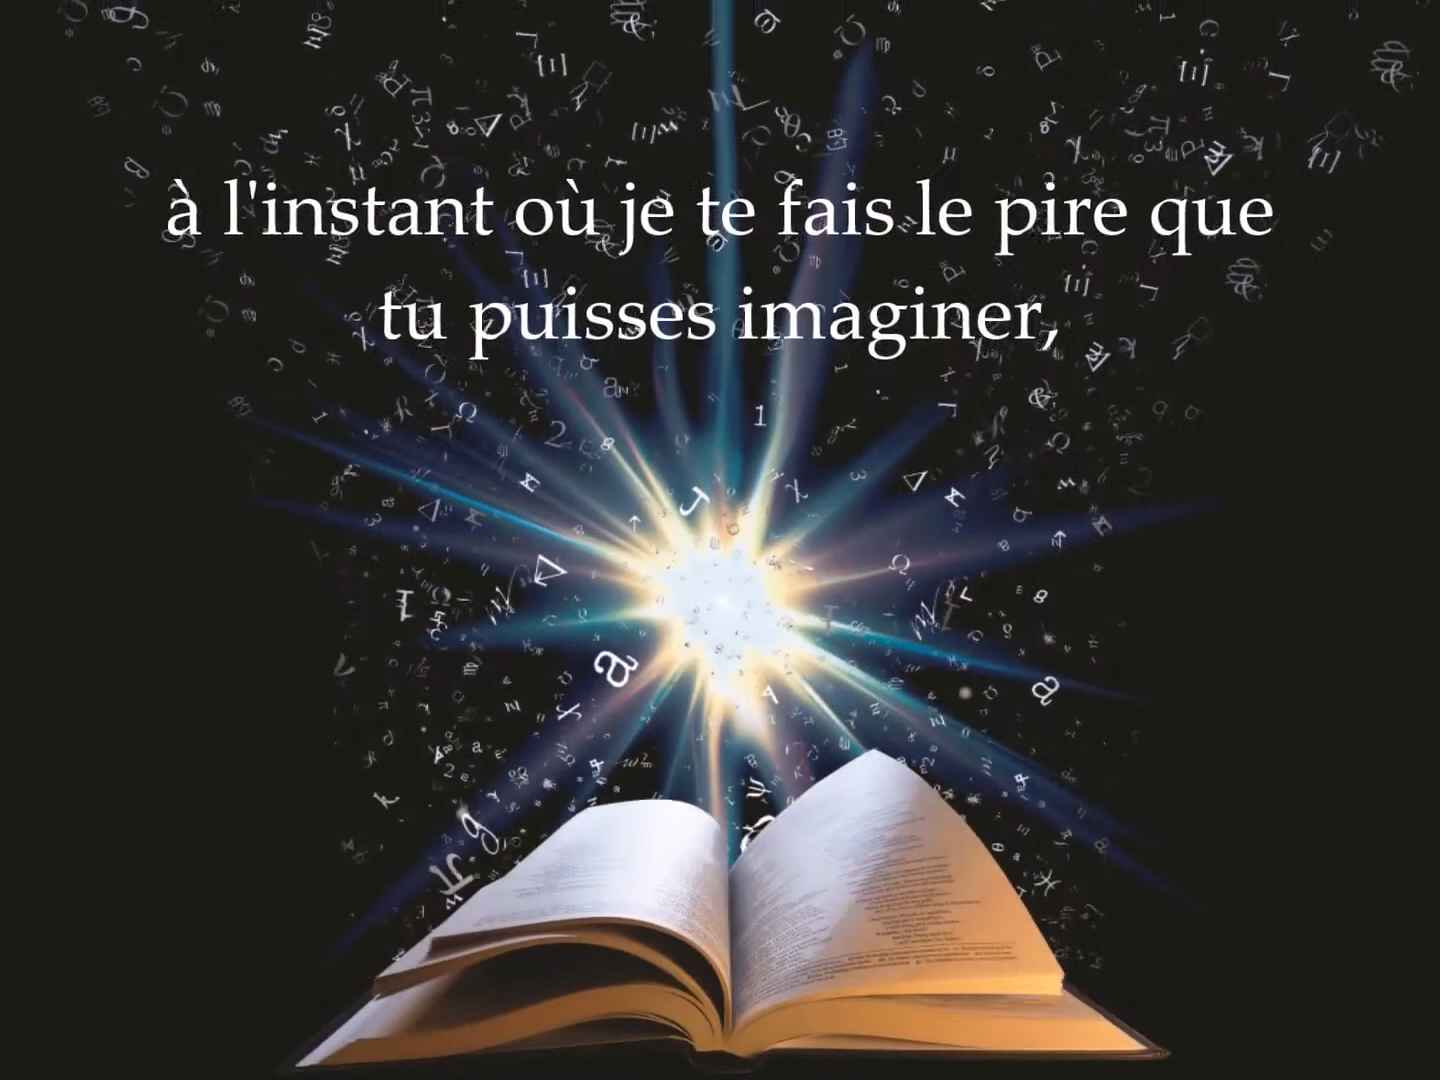 à l'instant où je te fais le pire que
tu puisses imaginer,